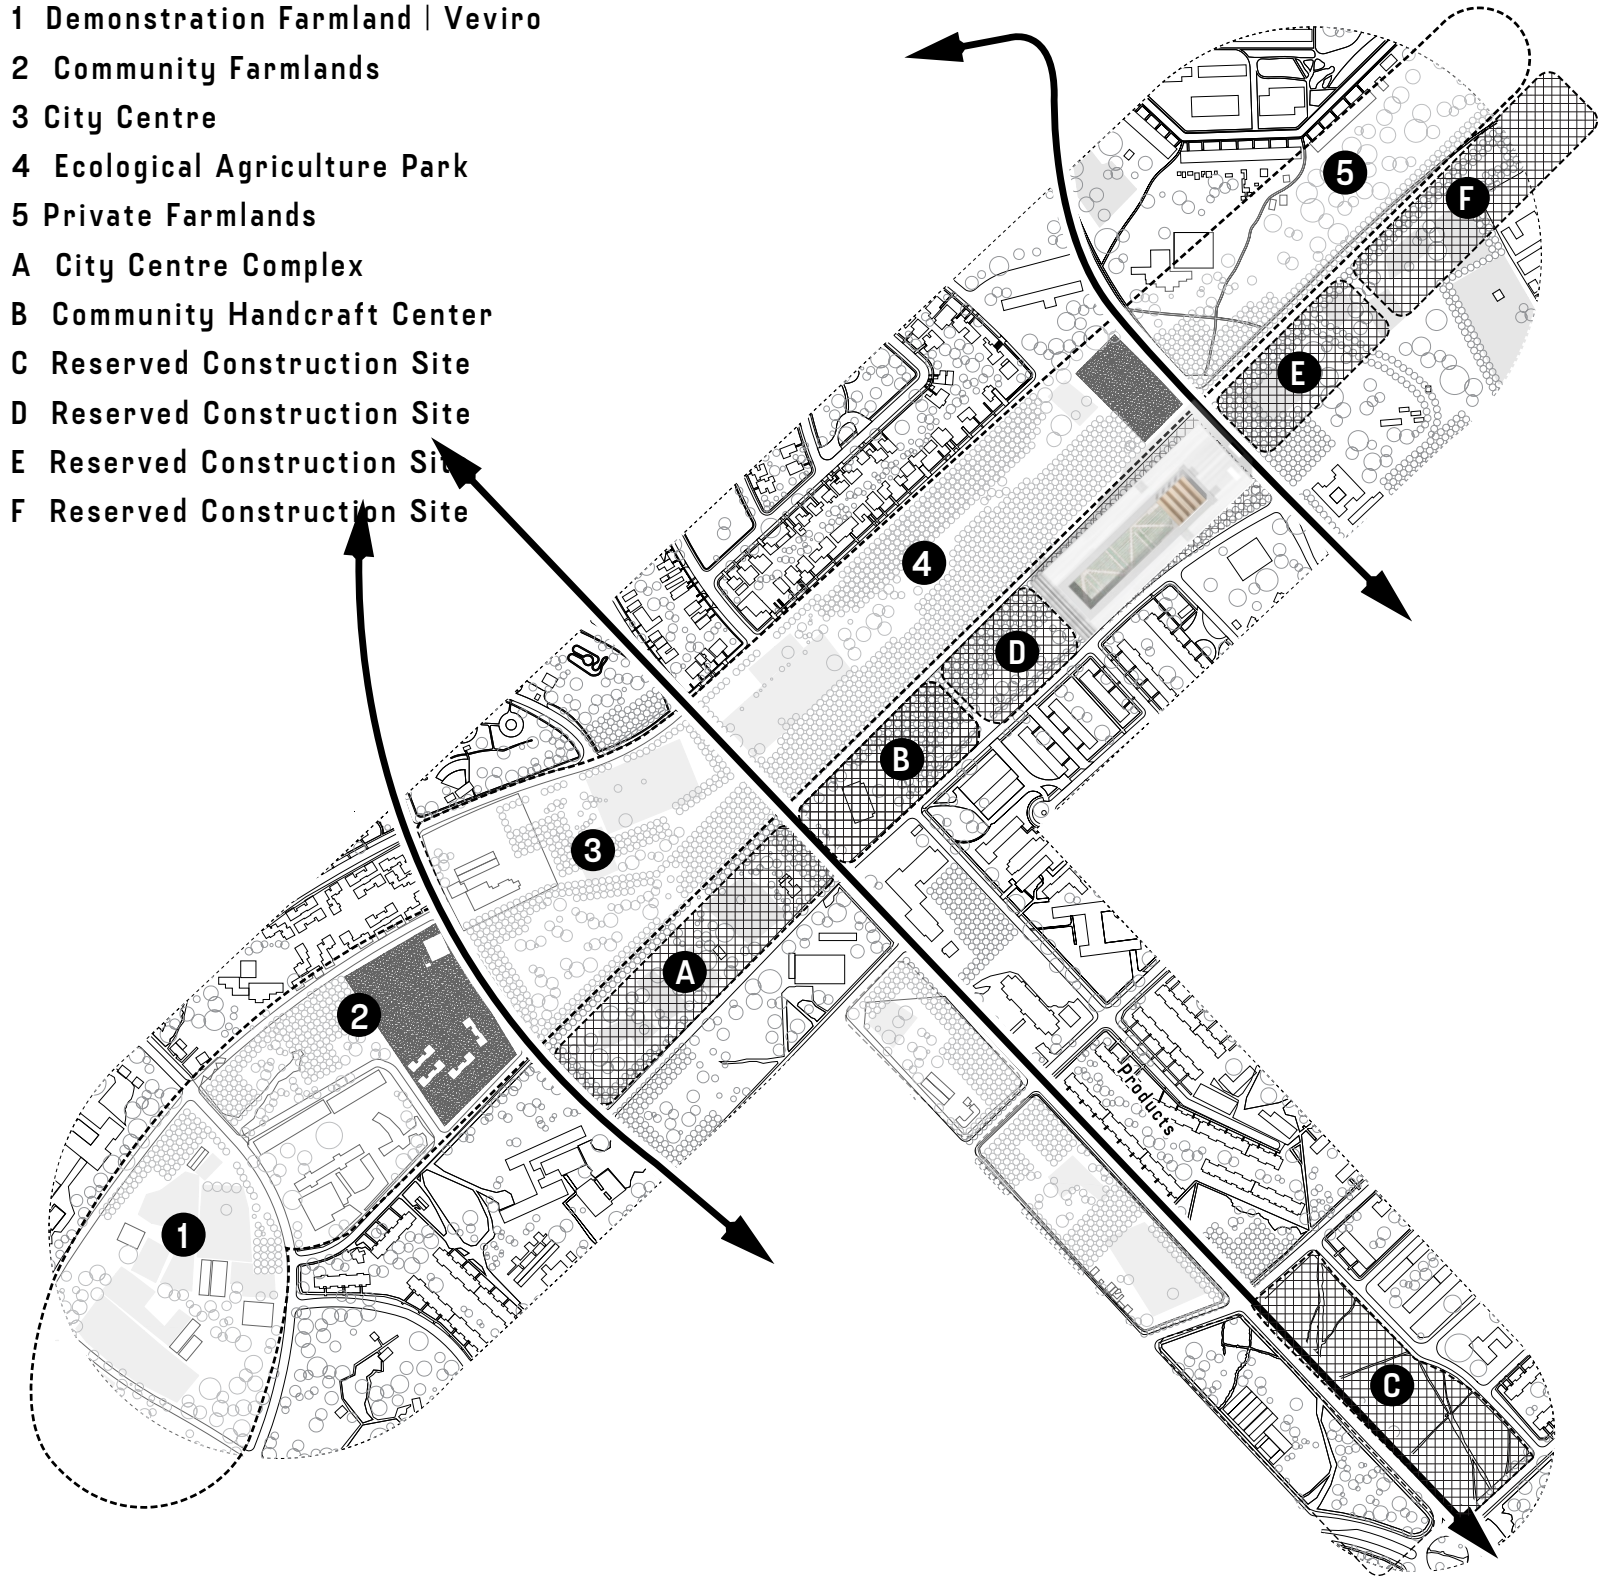 1 Demonstration Farmland | Veviro
2 Community Farmlands
3 City Centre
4 Ecological Agriculture Park
5 Private Farmlands
A City Centre Complex
B Community Handcraft Center
C Reserved Construction Site
D Reserved Construction Site
E Reserved Construction Site
F Reserved Construction Site
5
F
E
4
D
B
3
A
2
Products
1
C